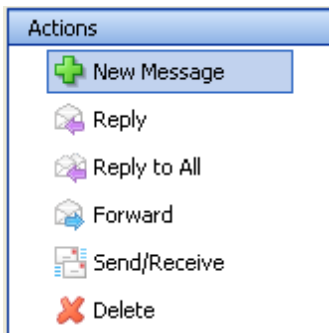 Actions
New Message
Reply
Reply to All
Forward
Send/Receive
Delete